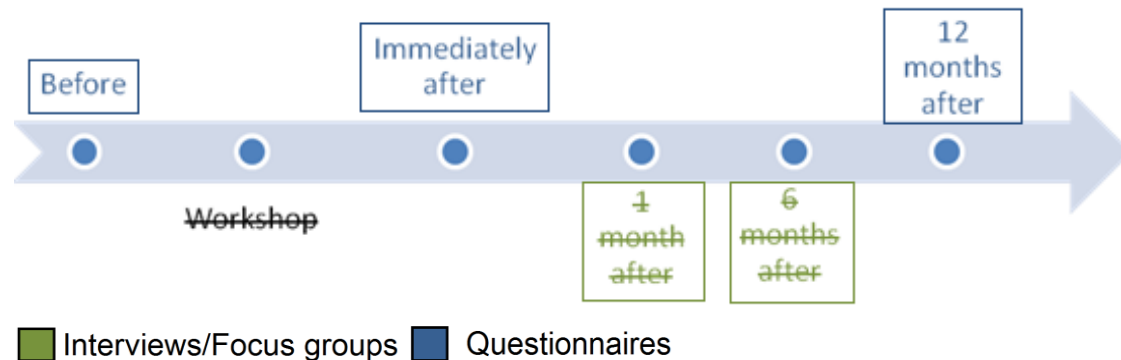 Before
Immediately
after
12
months
after
Workshop
1
month
after
6
months
after
Interviews/Focus groups
Questionnaires